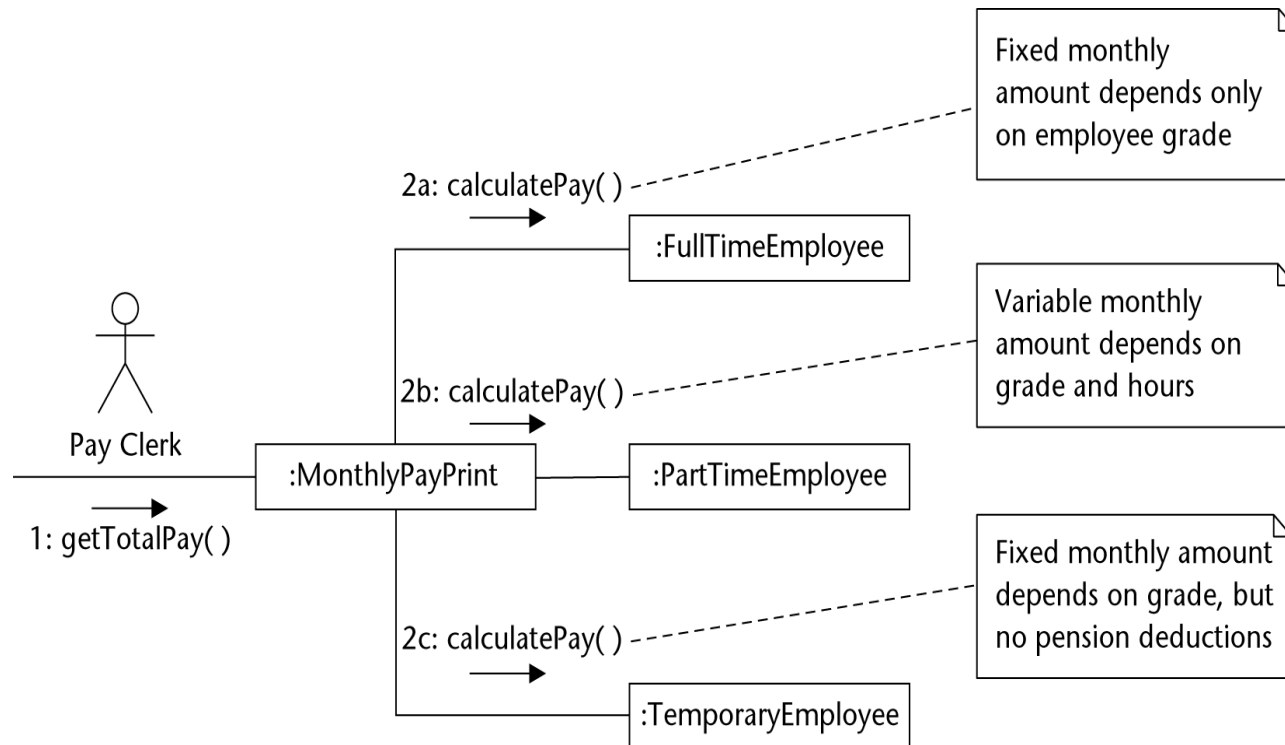 Fixed monthly
amount depends only
on employee grade
2a: calculatePay( )
:FullTimeEmployee
Variable monthly
amount depends on
grade and hours
2b: calculatePay( )
Pay Clerk
:MonthlyPayPrint
:PartTimeEmployee
1: getTotalPay( )
Fixed monthly amount
depends on grade, but
no pension deductions
2c: calculatePay( )
:TemporaryEmployee